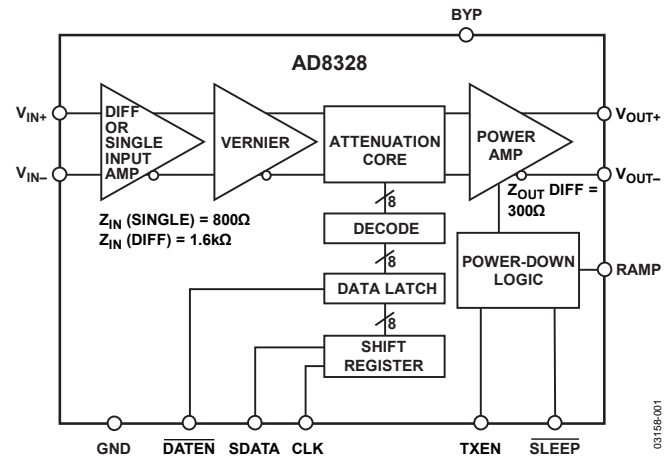 BYP
AD8328
VIN+
DIFF
OR
SINGLE
INPUT
AMP
VERNIER
ATTENUATION
CORE
POWER
AMP
VOUT+
VIN–
VOUT–
ZOUT DIFF =
300Ω
ZIN (SINGLE) = 800Ω
ZIN (DIFF) = 1.6kΩ
8
DECODE
8
DATA LATCH
8
SHIFT
REGISTER
POWER-DOWN
LOGIC
RAMP
GND
DATEN
SDATA
CLK
TXEN
SLEEP
03158-001